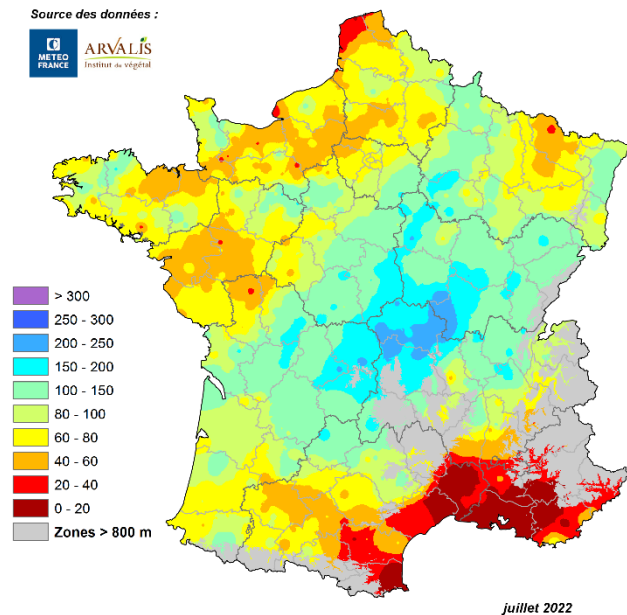 Source des données :
METEO
FRANCE
ARVALIS
Institut du végétal
> 300
250 - 300
200 - 250
150 - 200
100 - 150
80 - 100
60 - 80
40 - 60
20 - 40
0 - 20
Zones > 800 m
juillet 2022